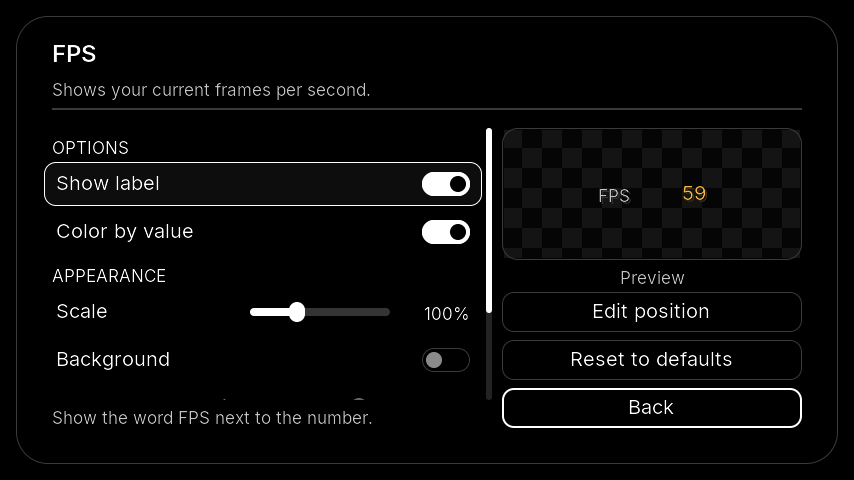 FPS
Shows your current frames per second.
OPTIONS
Show label
Color by value
APPEARANCE
Scale 100%
Background
Show the word FPS next to the number.
FPS 59
Preview
Edit position
Reset to defaults
Back